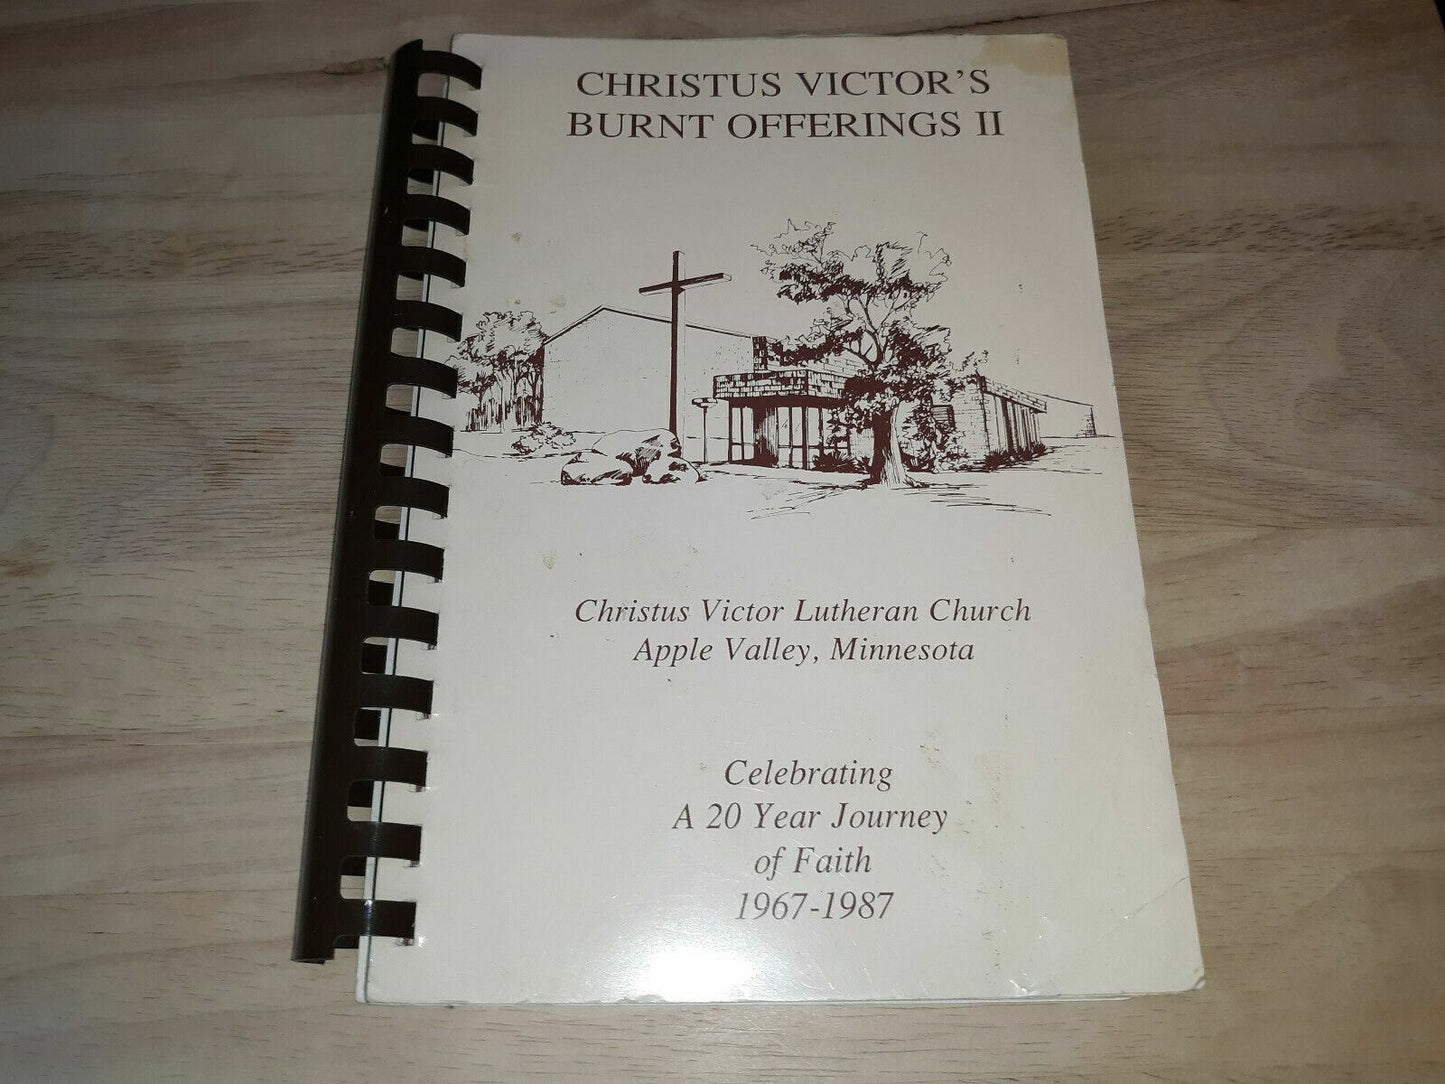 CHRISTUS VICTOR'S
BURNT OFFERINGS II
Christus Victor Lutheran Church
Apple Valley, Minnesota
Celebrating
A 20 Year Journey
of Faith
1967-1987